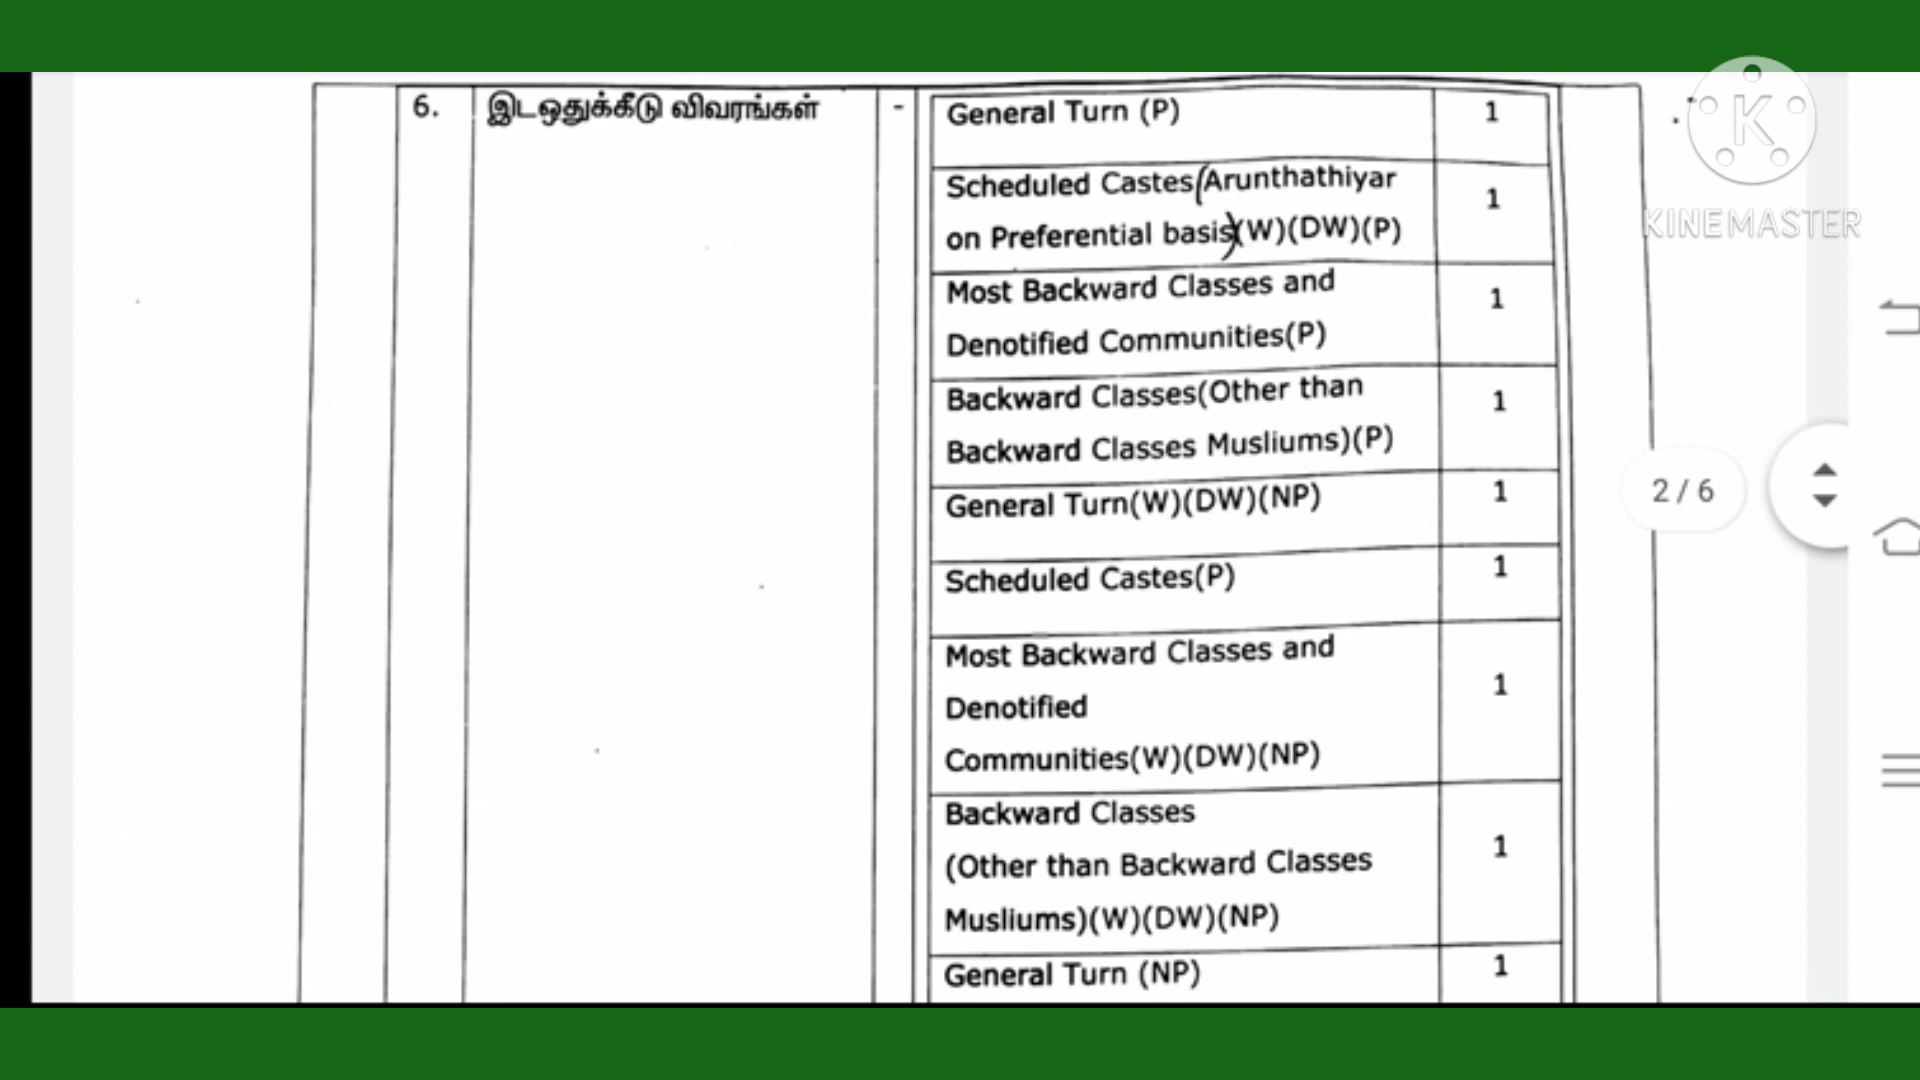 6.
இடஒதுக்கீடு விவரங்கள்
-
General Turn (P)
1
Scheduled Castes(Arunthathiyar
on Preferential basis)(W)(DW)(P)
1
Most Backward Classes and
Denotified Communities(P)
1
Backward Classes(Other than
Backward Classes Musliums)(P)
1
General Turn(W)(DW)(NP)
1
Scheduled Castes(P)
1
Most Backward Classes and
Denotified
Communities(W)(DW)(NP)
1
Backward Classes
(Other than Backward Classes
Musliums)(W)(DW)(NP)
1
General Turn (NP)
1
K
KINEMASTER
2 / 6